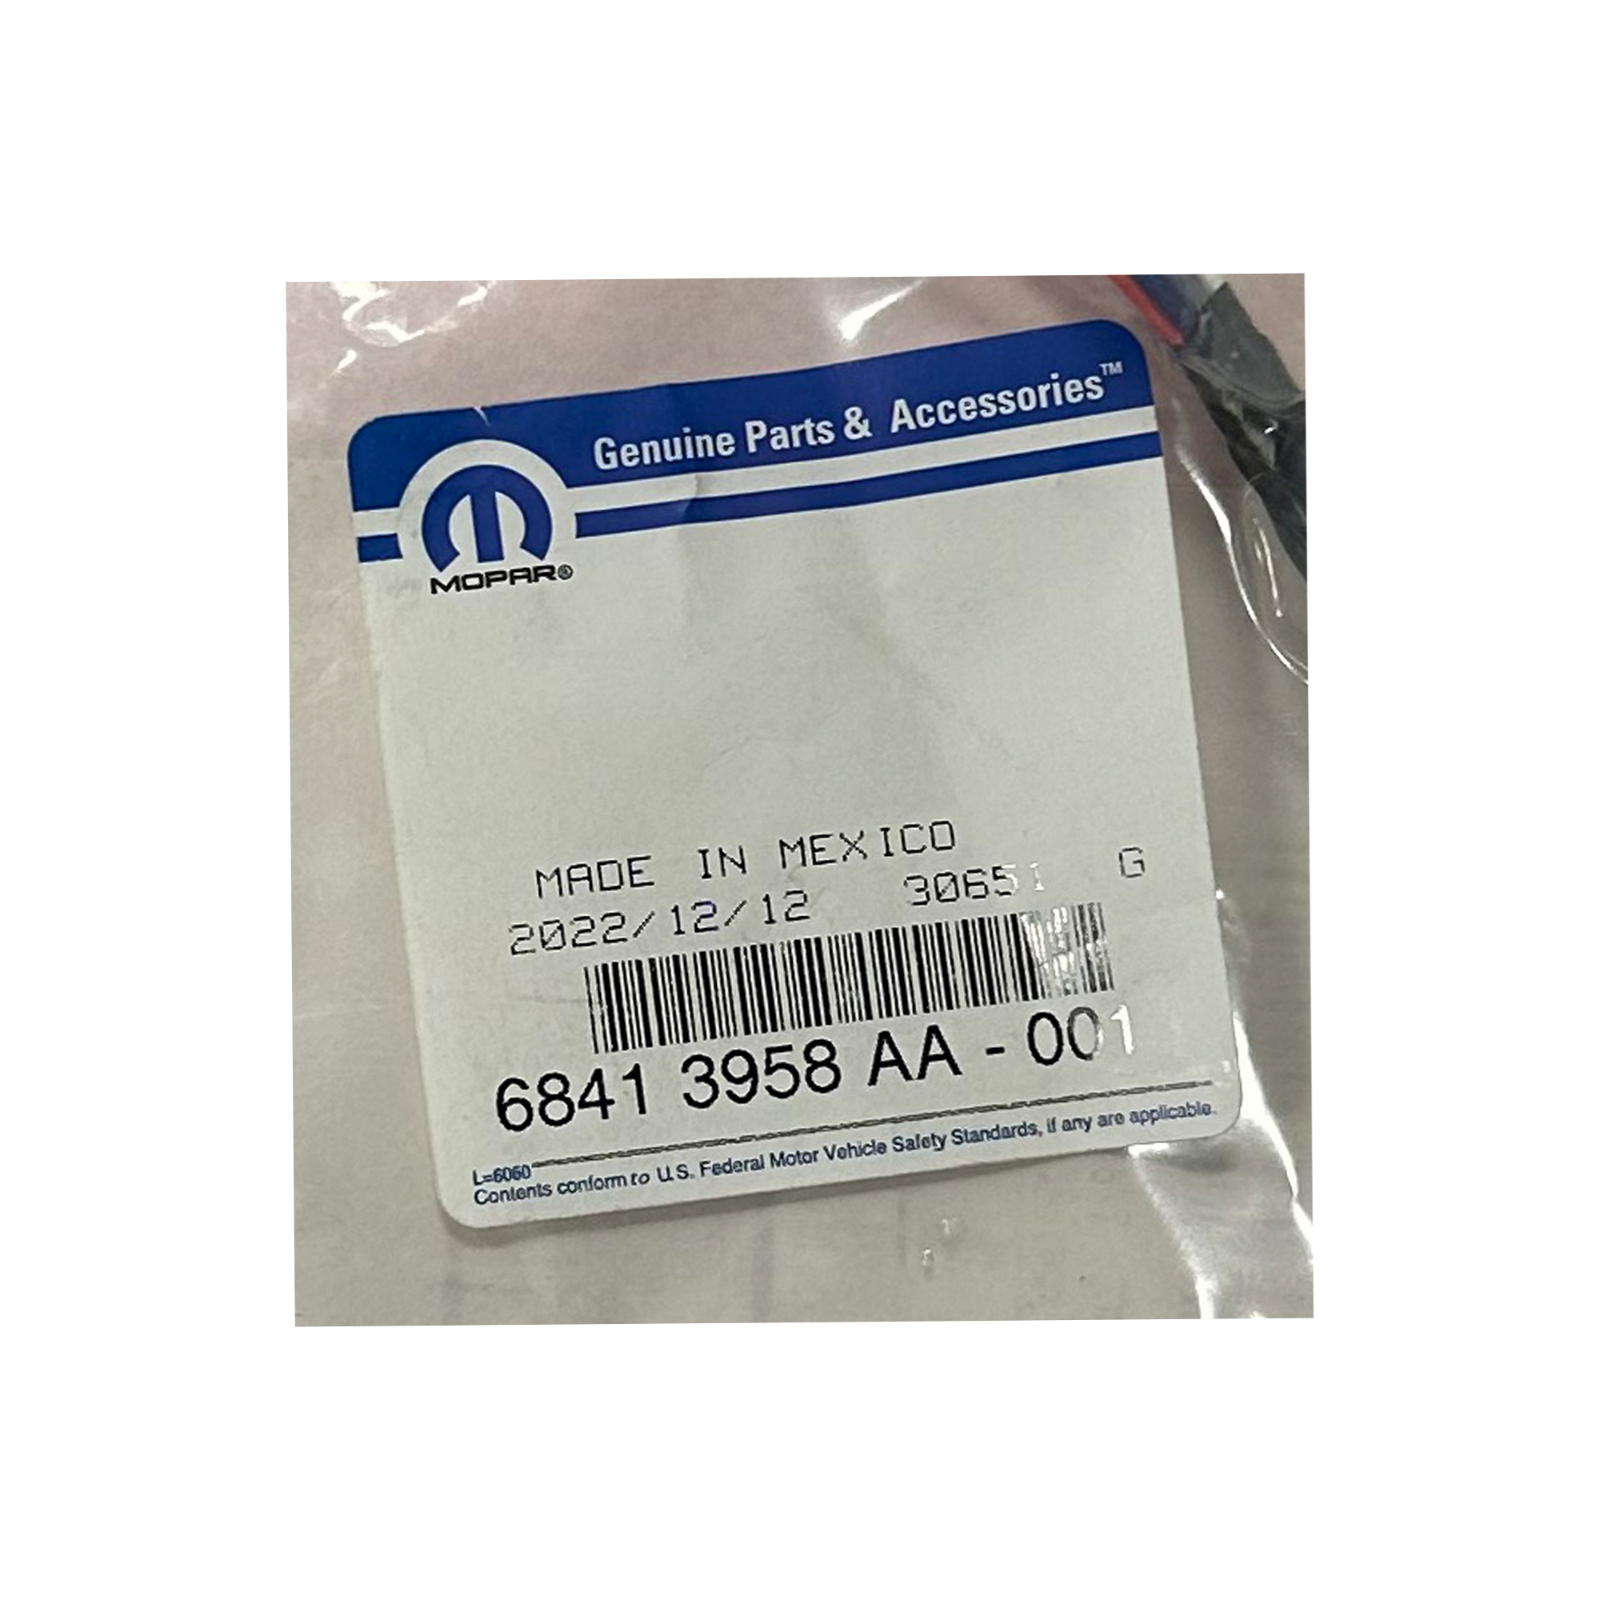 Genuine Parts & Accessories™
MOPAR®
MADE IN MEXICO
2022/12/12 30651 G
6841 3958 AA - 001
L=6060
Contents conform to U.S. Federal Motor Vehicle Safety Standards, if any are applicable.